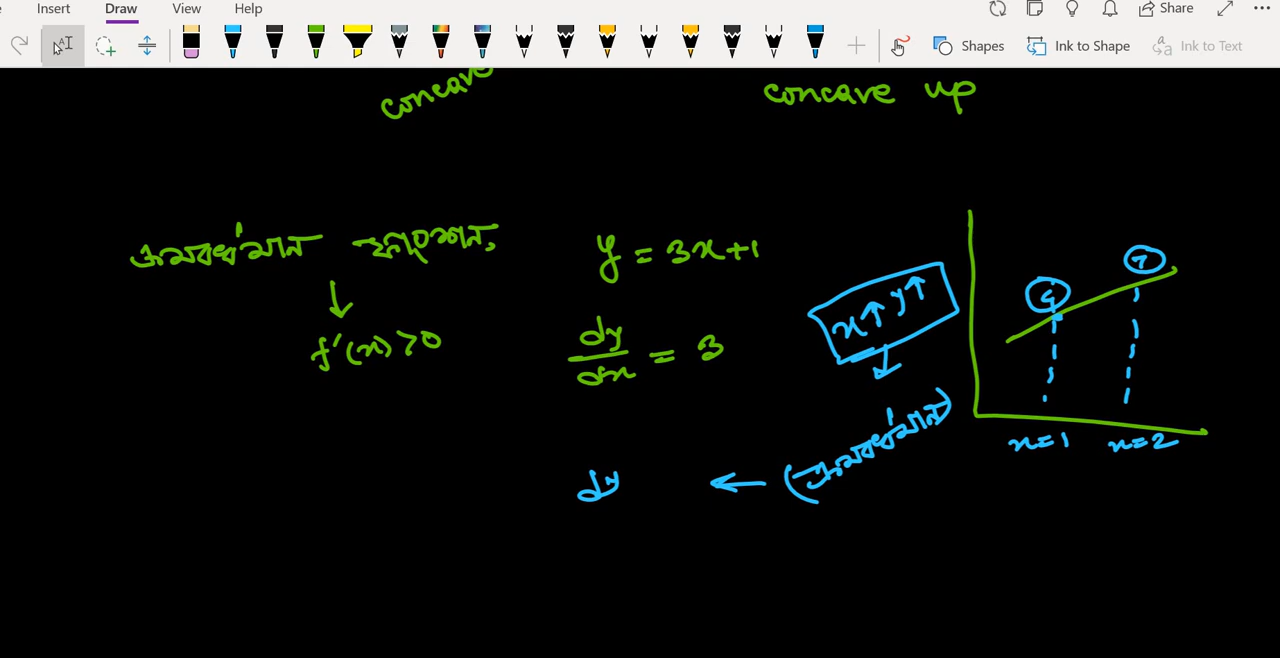 Insert Draw View Help
Share
Shapes Ink to Shape Ink to Text
concave
concave up
ক্রমবর্ধমান ফাংশন,
y = 3x+1
f'(x) >0
dy/dx = 3
x↑ y↑
4
7
x=1 x=2
(ক্রমবর্ধমান)
←
dy